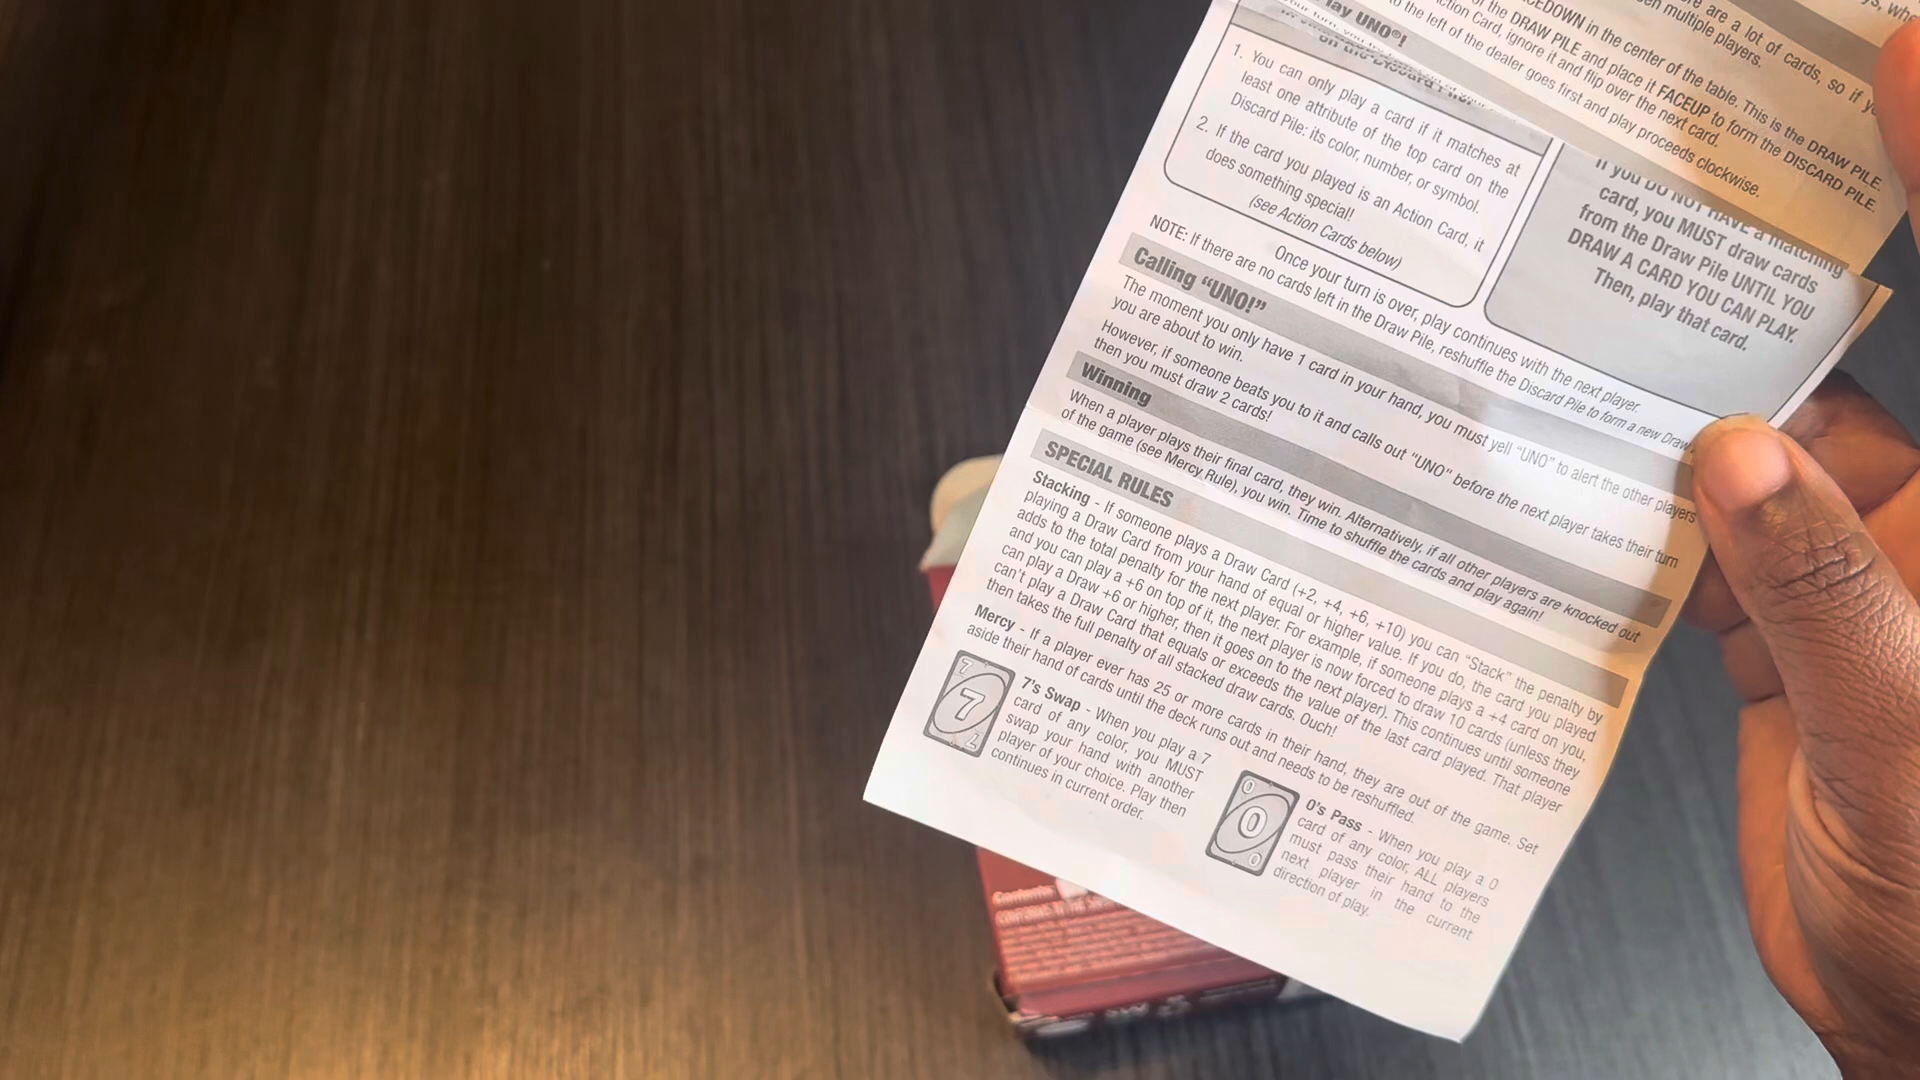 re are a lot of cards, so if y
en multiple players.
EDOWN in the center of the table. This is the DRAW PILE.
of the DRAW PILE and place it FACEUP to form the DISCARD PILE.
ction Card, ignore it and flip over the next card.
to the left of the dealer goes first and play proceeds clockwise.
lay UNO®!
on the Discard Pile.
1. You can only play a card if it matches at
least one attribute of the top card on the
Discard Pile: its color, number, or symbol.
2. If the card you played is an Action Card, it
does something special!
(see Action Cards below)
If you DO NOT HAVE a matching
card, you MUST draw cards
from the Draw Pile UNTIL YOU
DRAW A CARD YOU CAN PLAY.
Then, play that card.
Once your turn is over, play continues with the next player.
NOTE: If there are no cards left in the Draw Pile, reshuffle the Discard Pile to form a new Draw
Calling “UNO!”
The moment you only have 1 card in your hand, you must yell “UNO” to alert the other players
you are about to win.
However, if someone beats you to it and calls out “UNO” before the next player takes their turn
then you must draw 2 cards!
Winning
When a player plays their final card, they win. Alternatively, if all other players are knocked out
of the game (see Mercy Rule), you win. Time to shuffle the cards and play again!
SPECIAL RULES
Stacking - If someone plays a Draw Card (+2, +4, +6, +10) you can “Stack” the penalty by
playing a Draw Card from your hand of equal or higher value. If you do, the card you played
adds to the total penalty for the next player. For example, if someone plays a +4 card on you,
and you can play a +6 on top of it, the next player is now forced to draw 10 cards (unless they
can play a Draw +6 or higher, then it goes on to the next player). This continues until someone
can’t play a Draw Card that equals or exceeds the value of the last card played. That player
then takes the full penalty of all stacked draw cards. Ouch!
Mercy - If a player ever has 25 or more cards in their hand, they are out of the game. Set
aside their hand of cards until the deck runs out and needs to be reshuffled.
7
7
7
7’s Swap - When you play a 7
card of any color, you MUST
swap your hand with another
player of your choice. Play then
continues in current order.
0
0
0
0’s Pass - When you play a 0
card of any color, ALL players
must pass their hand to the
next player in the current
direction of play.
Contents: